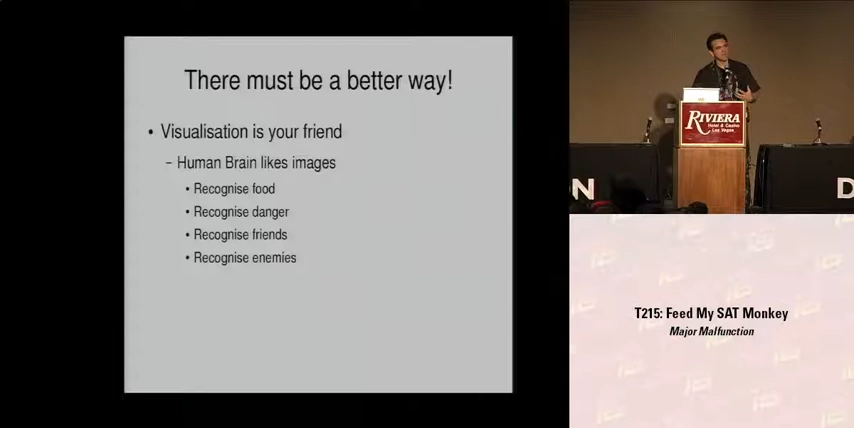 There must be a better way!
• Visualisation is your friend
– Human Brain likes images
• Recognise food
• Recognise danger
• Recognise friends
• Recognise enemies
RIVIERA
Hotel & Casino
Las Vegas
N
D
T215: Feed My SAT Monkey
Major Malfunction